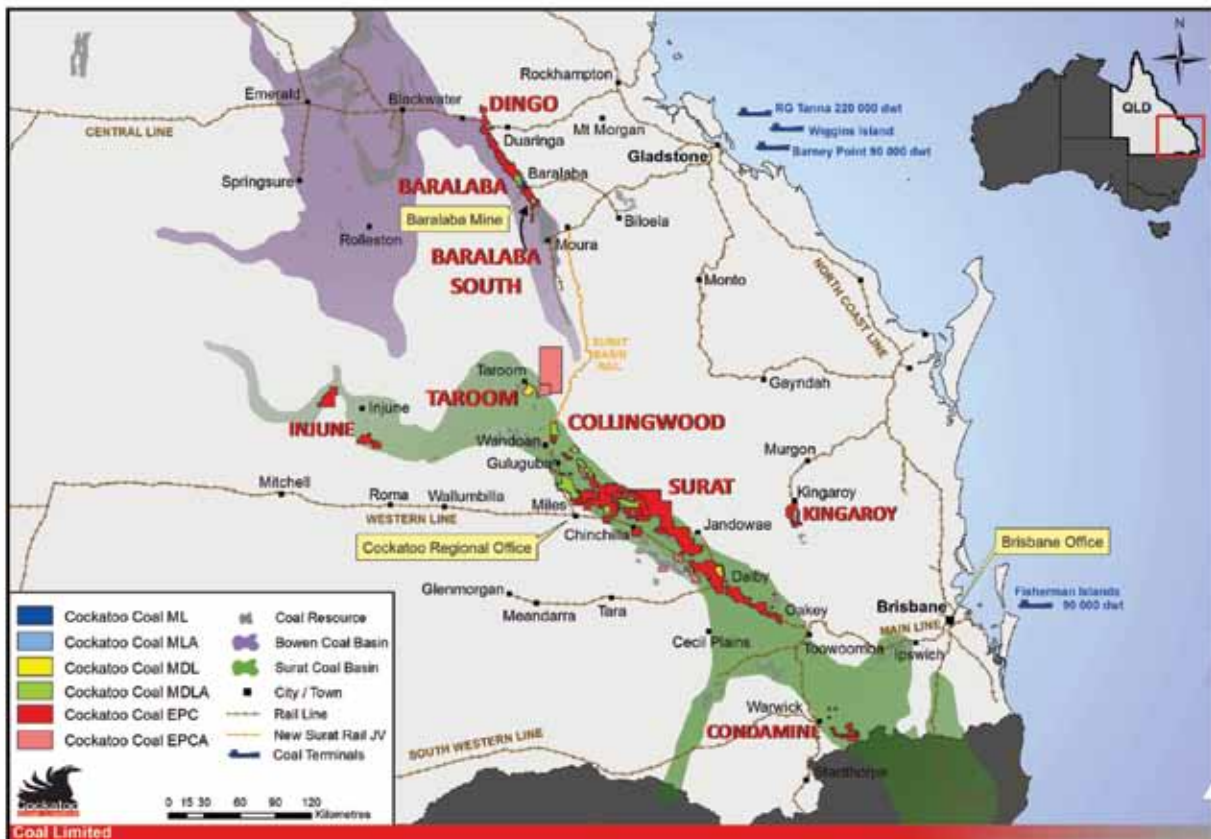 N
Rockhampton
Emerald
Blackwater
DINGO
CENTRAL LINE
Duaringa
Mt Morgan
RG Tanna 220 000 dwt
Wiggins Island
Barney Point 90 000 dwt
QLD
Gladstone
Springsure
BARALABA
Baralaba
Baralaba Mine
Biloela
Rolleston
Moura
BARALABA
SOUTH
Monto
NORTH COAST LINE
SURAT
BASIN
RAIL
Taroom
TAROOM
Gayndah
Injune
INJUNE
COLLINGWOOD
Wandoan
Guluguba
Murgon
Mitchell
Roma
Wallumbilla
SURAT
Kingaroy
KINGAROY
WESTERN LINE
Miles
Chinchilla
Jandowae
Cockatoo Regional Office
Brisbane Office
Glenmorgan
Meandarra
Tara
Dalby
Fisherman Islands
90 000 dwt
Oakey
Brisbane
MAIN LINE
Cecil Plains
Toowoomba
Ipswich
Warwick
CONDAMINE
SOUTH WESTERN LINE
Stanthorpe
Cockatoo Coal ML
Cockatoo Coal MLA
Cockatoo Coal MDL
Cockatoo Coal MDLA
Cockatoo Coal EPC
Cockatoo Coal EPCA
Coal Resource
Bowen Coal Basin
Surat Coal Basin
City / Town
Rail Line
New Surat Rail JV
Coal Terminals
Cockatoo
0 15 30 60 90 120
Kilometres
Coal Limited